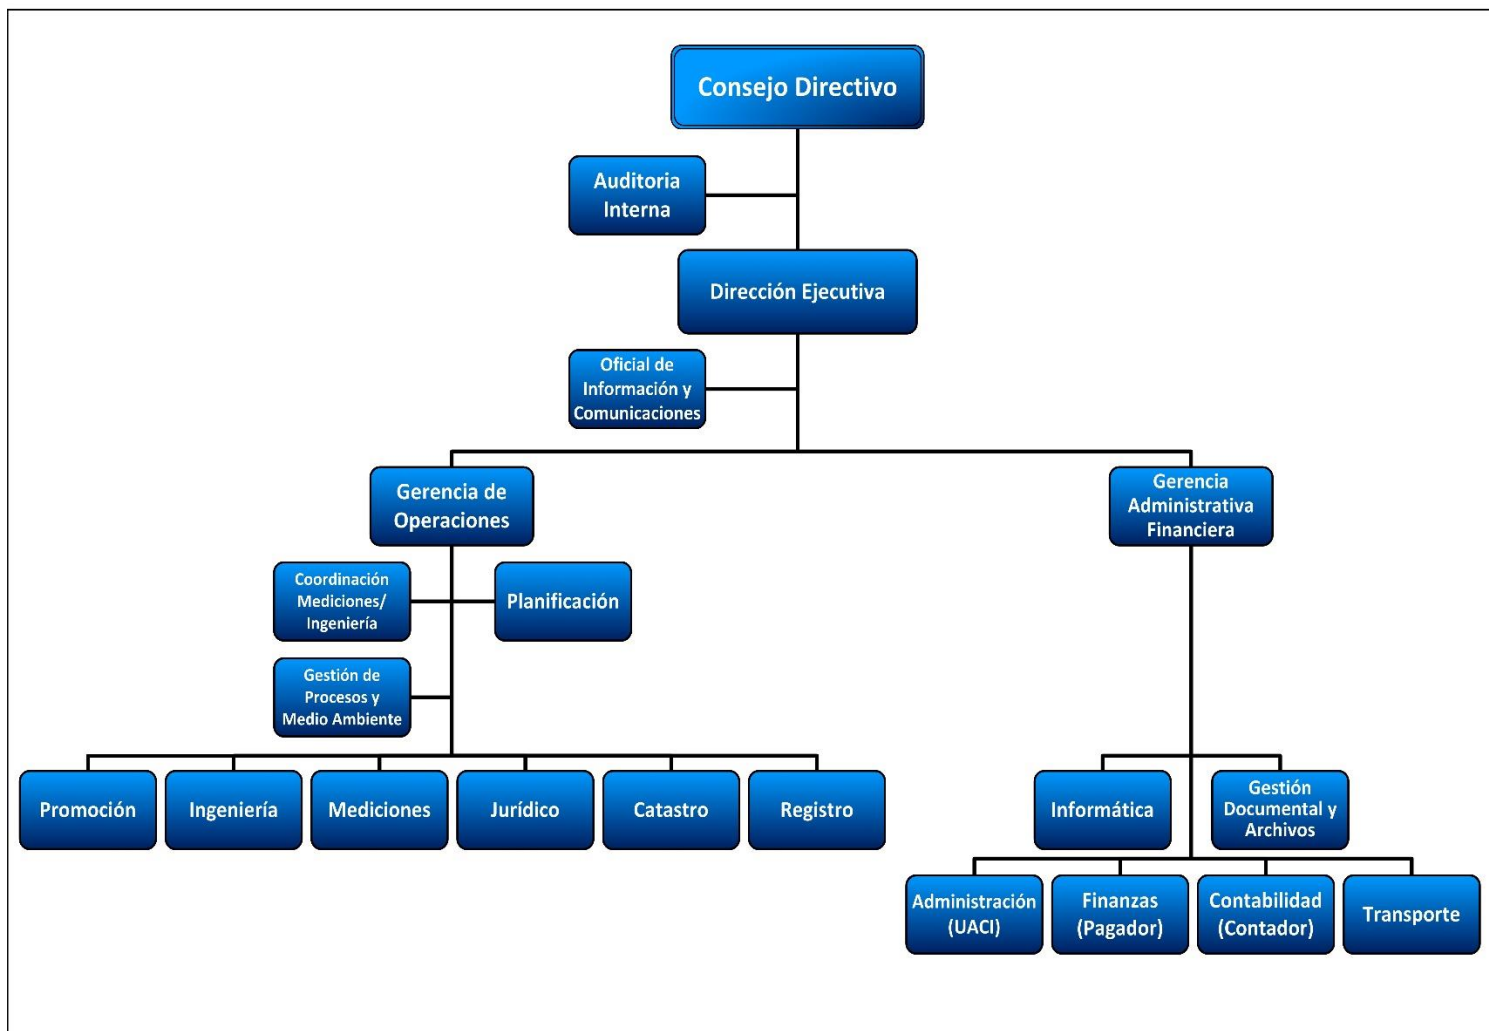 Consejo Directivo
Auditoria
Interna
Dirección Ejecutiva
Oficial de
Información y
Comunicaciones
Gerencia de
Operaciones
Gerencia
Administrativa
Financiera
Coordinación
Mediciones/
Ingeniería
Planificación
Gestión de
Procesos y
Medio Ambiente
Promoción
Ingeniería
Mediciones
Jurídico
Catastro
Registro
Informática
Gestión
Documental y
Archivos
Administración
(UACI)
Finanzas
(Pagador)
Contabilidad
(Contador)
Transporte